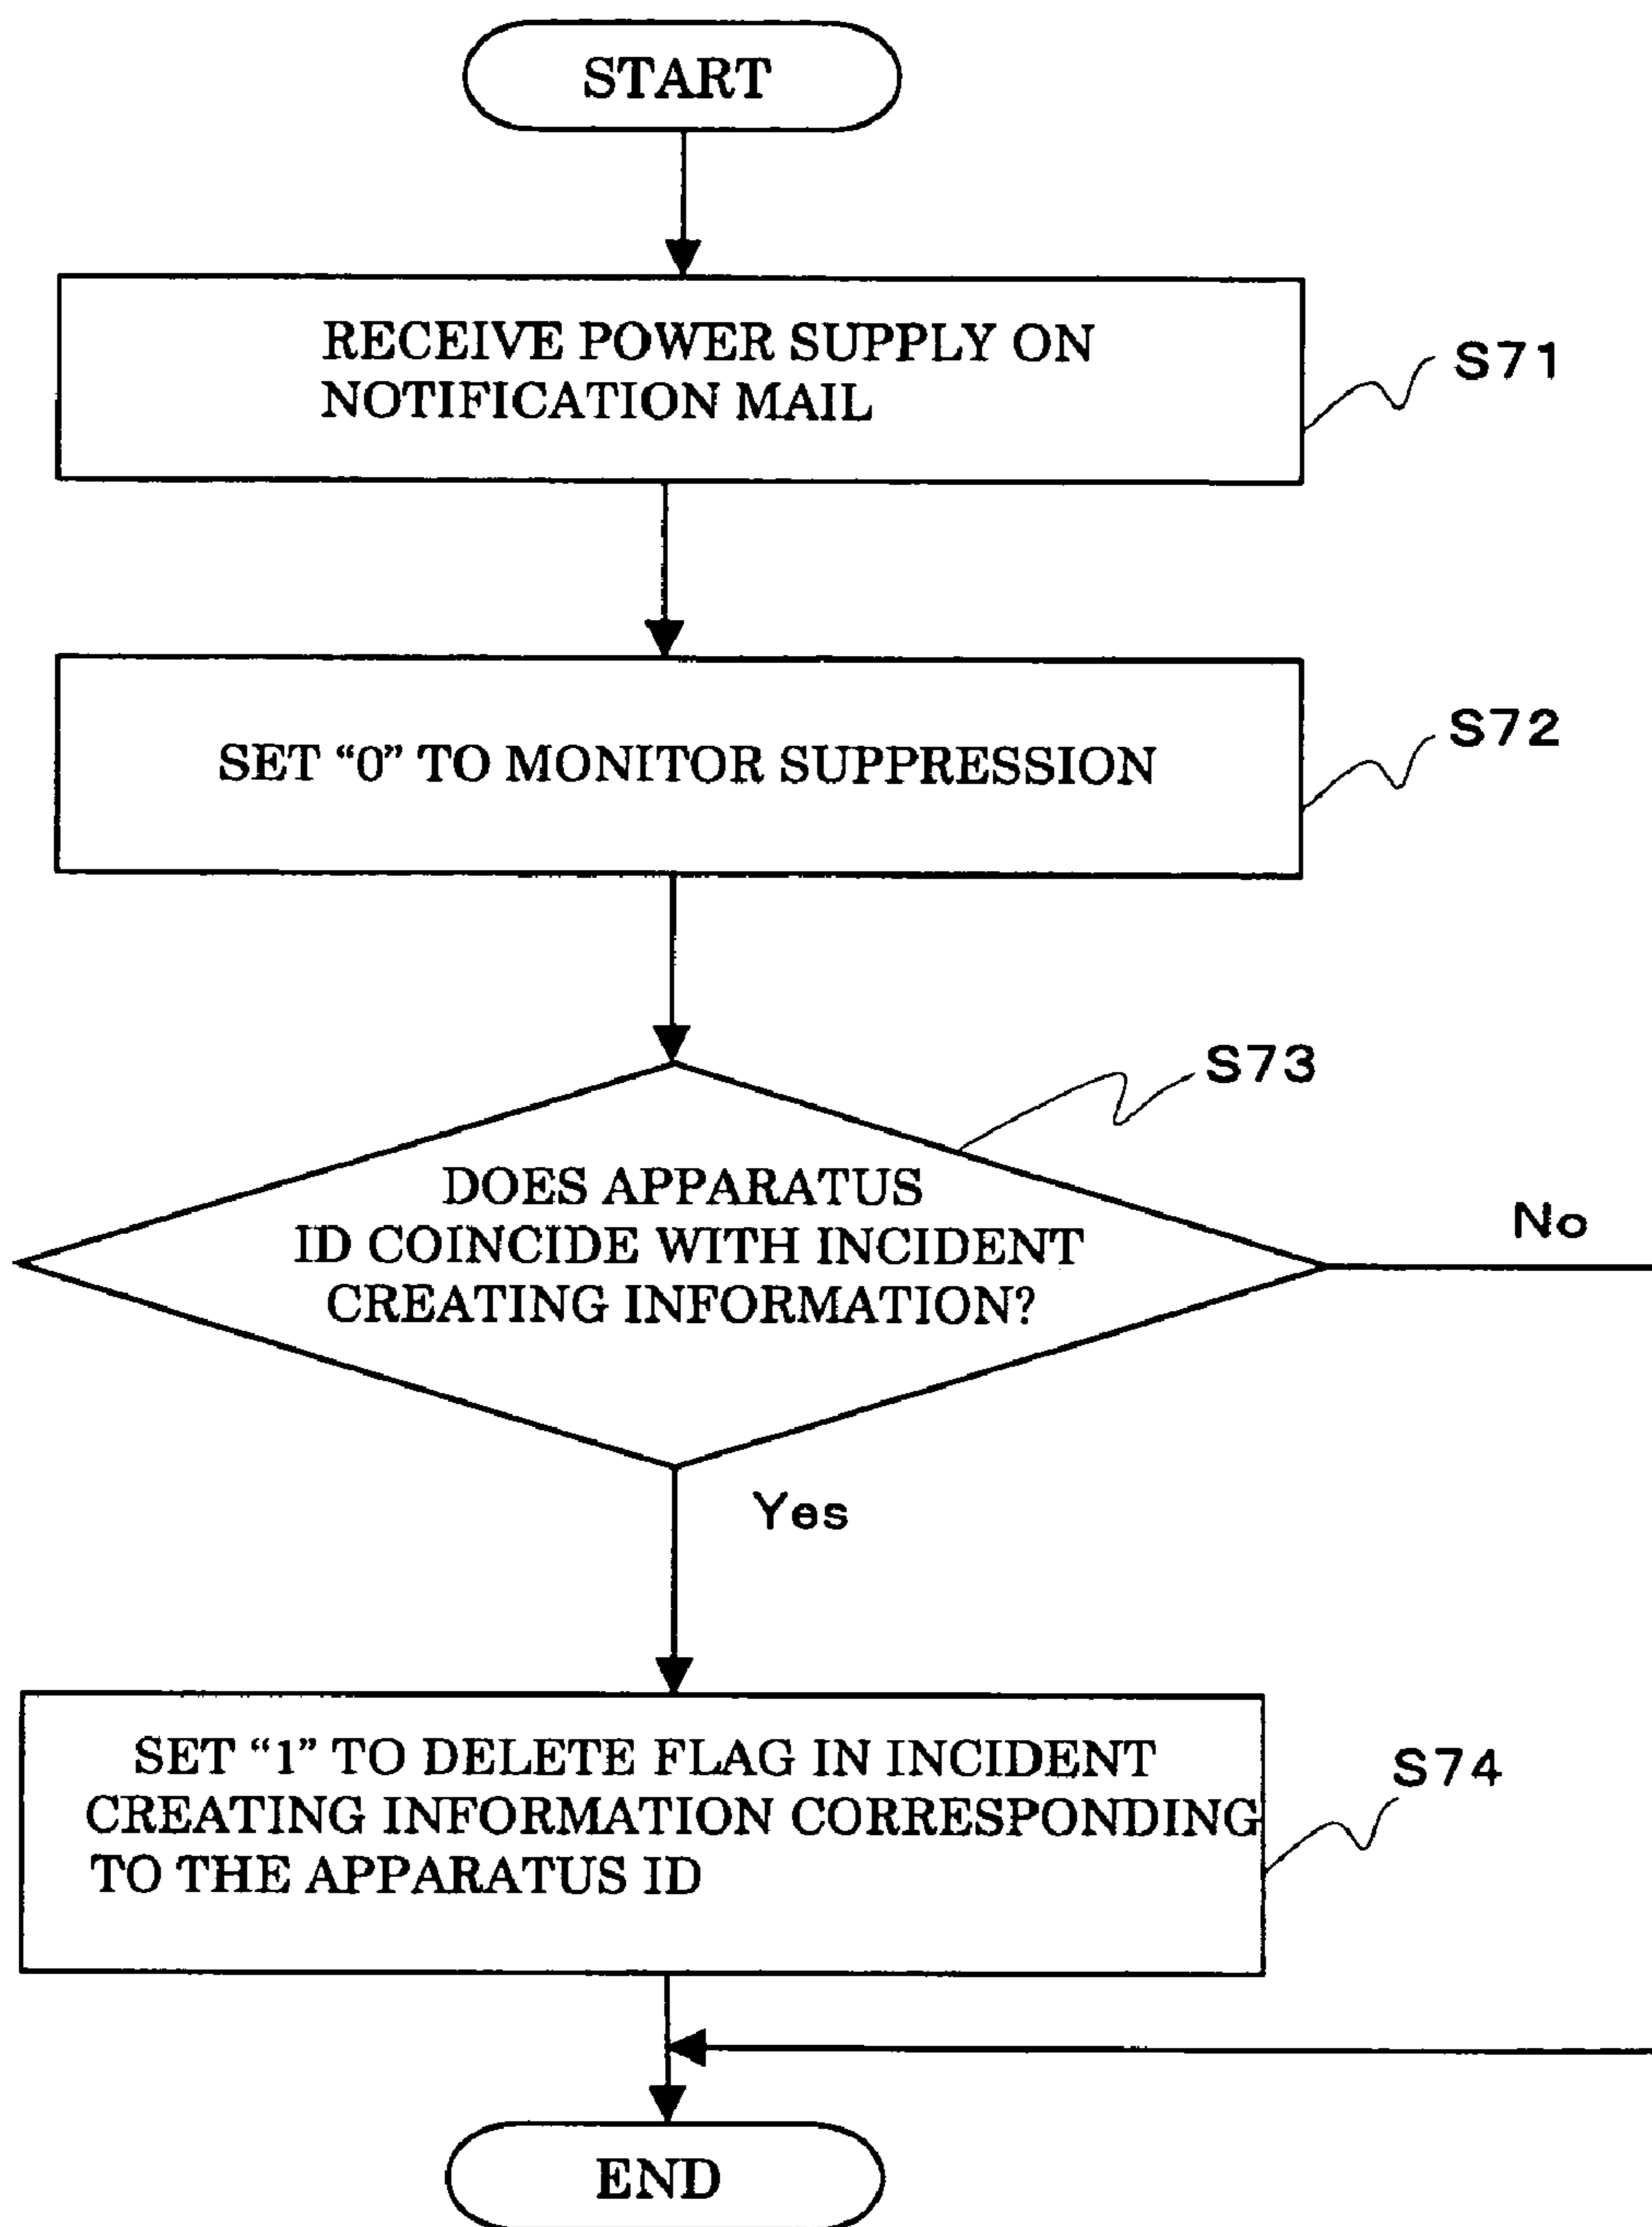 START
RECEIVE POWER SUPPLY ON
NOTIFICATION MAIL
S71
SET “0” TO MONITOR SUPPRESSION
S72
S73
DOES APPARATUS
ID COINCIDE WITH INCIDENT
CREATING INFORMATION?
No
Yes
SET “1” TO DELETE FLAG IN INCIDENT
CREATING INFORMATION CORRESPONDING
TO THE APPARATUS ID
S74
END